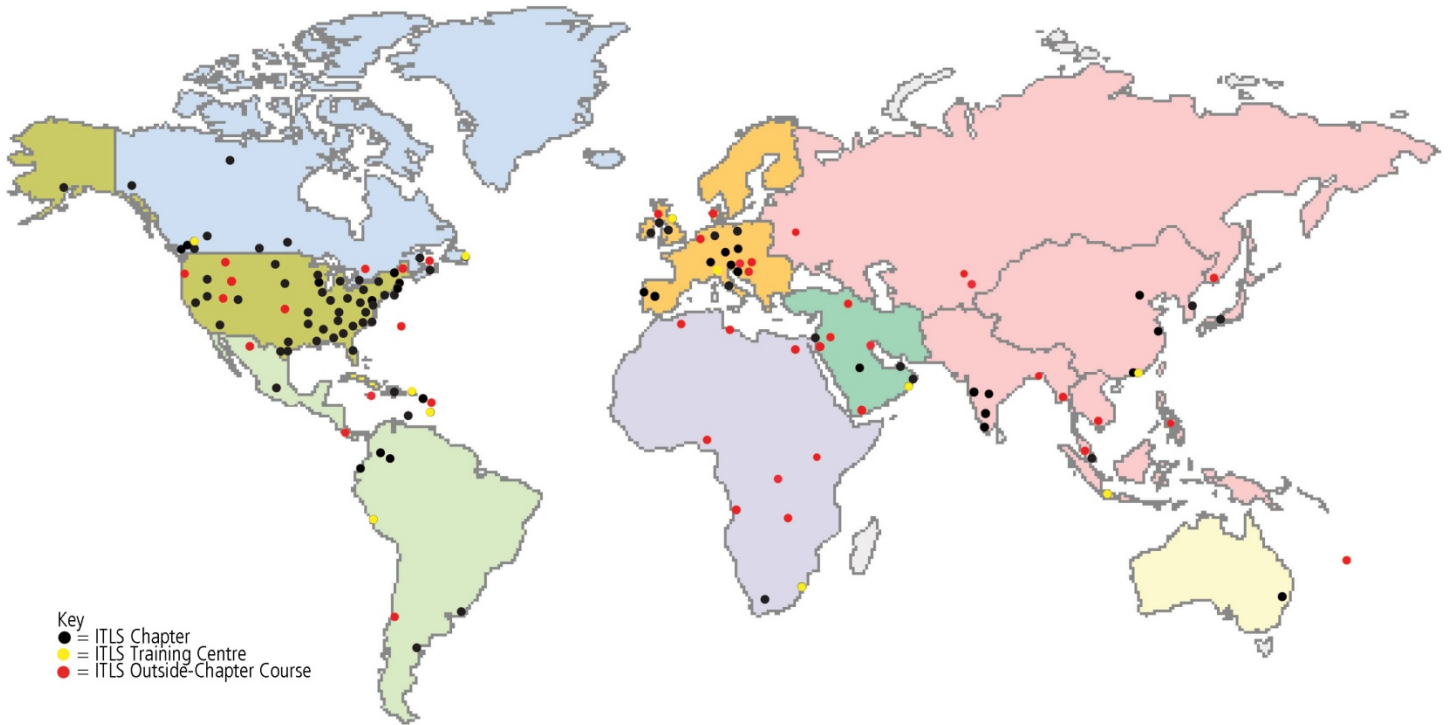 Key
= ITLS Chapter
= ITLS Training Centre
= ITLS Outside-Chapter Course